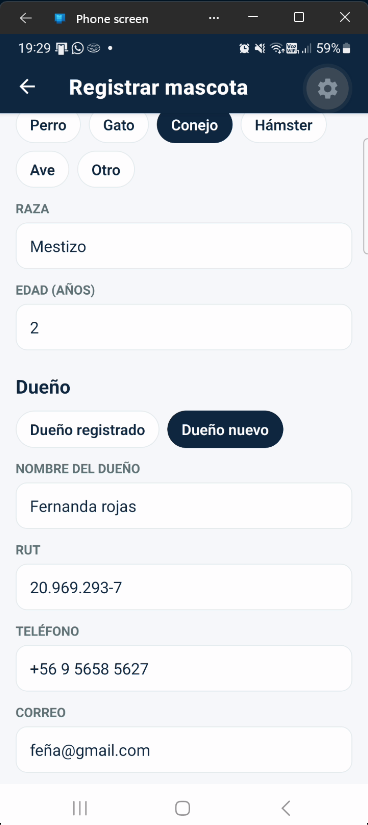 Phone screen
19:29
59%
Registrar mascota
Perro Gato Conejo Hámster
Ave Otro
RAZA
Mestizo
EDAD (AÑOS)
2
Dueño
Dueño registrado Dueño nuevo
NOMBRE DEL DUEÑO
Fernanda rojas
RUT
20.969.293-7
TELÉFONO
+56 9 5658 5627
CORREO
feña@gmail.com